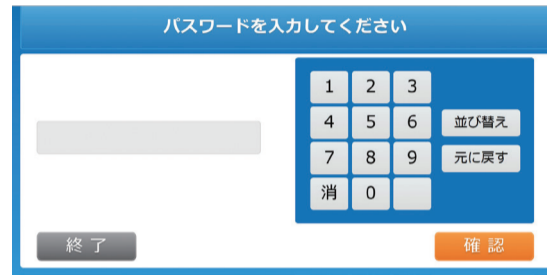 パスワードを入力してください
1 2 3
4 5 6 並び替え
7 8 9 元に戻す
消 0
終了 確認